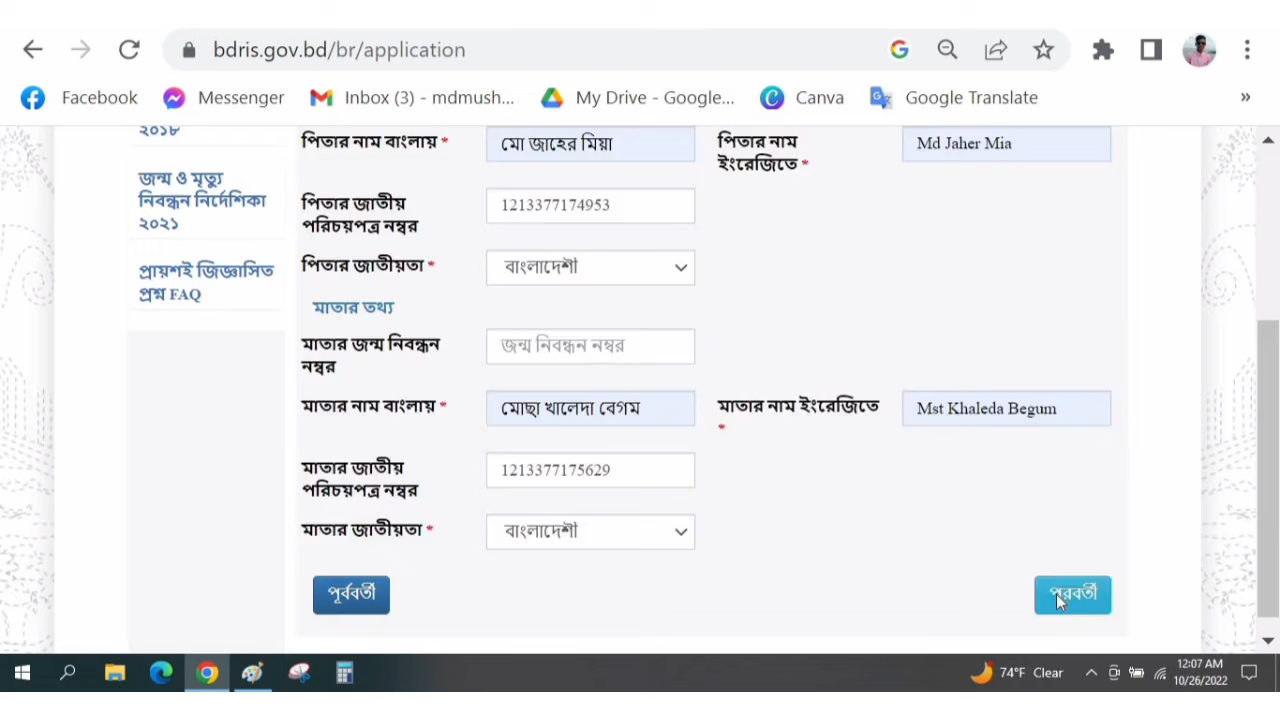 bdris.gov.bd/br/application
Facebook
Messenger
Inbox (3) - mdmush...
My Drive - Google...
Canva
Google Translate
»
২০১৮
জন্ম ও মৃত্যু
নিবন্ধন নির্দেশিকা
২০২১
প্রায়শই জিজ্ঞাসিত
প্রশ্ন FAQ
পিতার নাম বাংলায় *
মো জাহের মিয়া
পিতার নাম
ইংরেজিতে *
Md Jaher Mia
পিতার জাতীয়
পরিচয়পত্র নম্বর
1213377174953
পিতার জাতীয়তা *
বাংলাদেশী
মাতার তথ্য
মাতার জন্ম নিবন্ধন
নম্বর
জন্ম নিবন্ধন নম্বর
মাতার নাম বাংলায় *
মোছা খালেদা বেগম
মাতার নাম ইংরেজিতে
*
Mst Khaleda Begum
মাতার জাতীয়
পরিচয়পত্র নম্বর
1213377175629
মাতার জাতীয়তা *
বাংলাদেশী
পূর্ববর্তী
পরবর্তী
74°F Clear
12:07 AM
10/26/2022